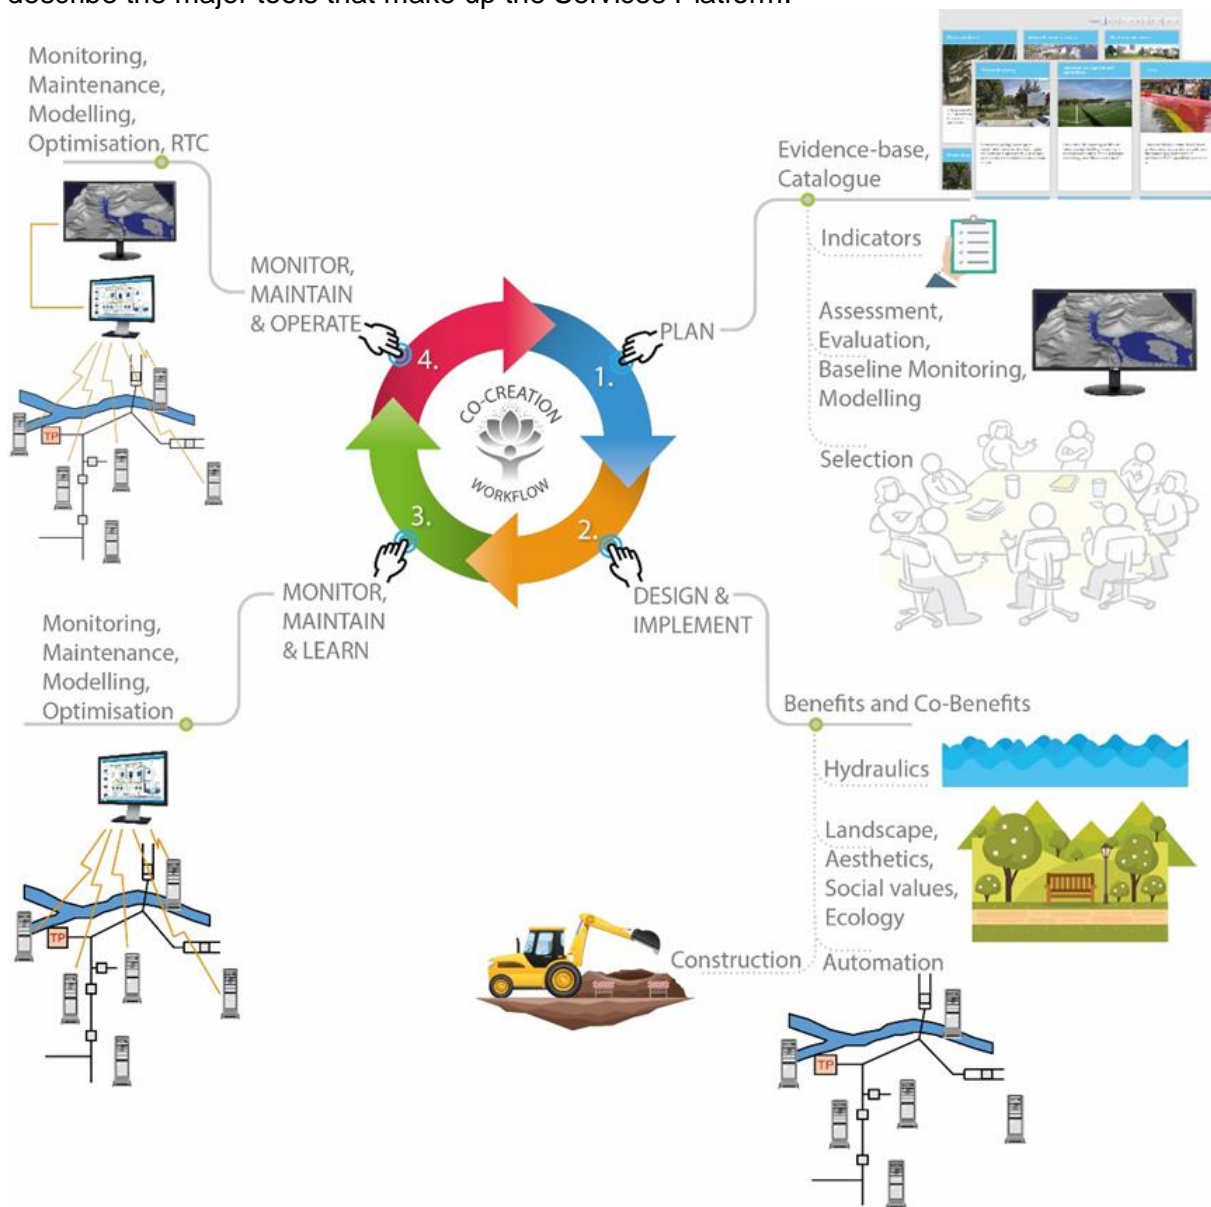 describe the major tools that make up the Services Platform.
Monitoring,
Maintenance,
Modelling,
Optimisation, RTC
Evidence-base,
Catalogue
Indicators
Assessment,
Evaluation,
Baseline Monitoring,
Modelling
Selection
MONITOR,
MAINTAIN
& OPERATE
PLAN
4.
1.
CO-CREATION
WORKFLOW
3.
2.
TP
MONITOR,
MAINTAIN
& LEARN
DESIGN &
IMPLEMENT
Monitoring,
Maintenance,
Modelling,
Optimisation
TP
Benefits and Co-Benefits
Hydraulics
Landscape,
Aesthetics,
Social values,
Ecology
Construction
Automation
TP